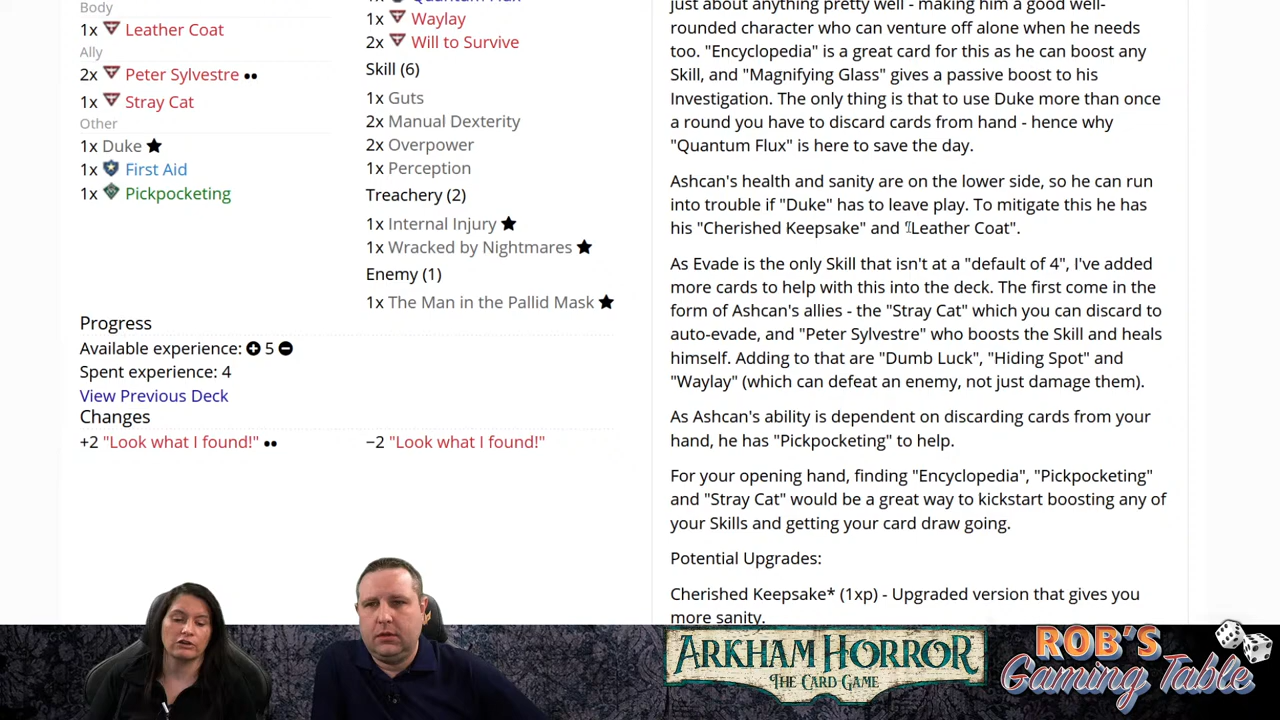 Body
1x Leather Coat
Ally
2x Peter Sylvestre ••
1x Stray Cat
Other
1x Duke ★
1x First Aid
1x Pickpocketing
1x Waylay
2x Will to Survive
Skill (6)
1x Guts
2x Manual Dexterity
2x Overpower
1x Perception
Treachery (2)
1x Internal Injury ★
1x Wracked by Nightmares ★
Enemy (1)
1x The Man in the Pallid Mask ★
Progress
Available experience: 5
Spent experience: 4
View Previous Deck
Changes
+2 "Look what I found!" ••
−2 "Look what I found!"
just about anything pretty well - making him a good well-
rounded character who can venture off alone when he needs
too. "Encyclopedia" is a great card for this as he can boost any
Skill, and "Magnifying Glass" gives a passive boost to his
Investigation. The only thing is that to use Duke more than once
a round you have to discard cards from hand - hence why
"Quantum Flux" is here to save the day.
Ashcan's health and sanity are on the lower side, so he can run
into trouble if "Duke" has to leave play. To mitigate this he has
his "Cherished Keepsake" and "Leather Coat".
As Evade is the only Skill that isn't at a "default of 4", I've added
more cards to help with this into the deck. The first come in the
form of Ashcan's allies - the "Stray Cat" which you can discard to
auto-evade, and "Peter Sylvestre" who boosts the Skill and heals
himself. Adding to that are "Dumb Luck", "Hiding Spot" and
"Waylay" (which can defeat an enemy, not just damage them).
As Ashcan's ability is dependent on discarding cards from your
hand, he has "Pickpocketing" to help.
For your opening hand, finding "Encyclopedia", "Pickpocketing"
and "Stray Cat" would be a great way to kickstart boosting any of
your Skills and getting your card draw going.
Potential Upgrades:
Cherished Keepsake* (1xp) - Upgraded version that gives you
more sanity.
ARKHAM HORROR
THE CARD GAME
ROB'S
Gaming Table